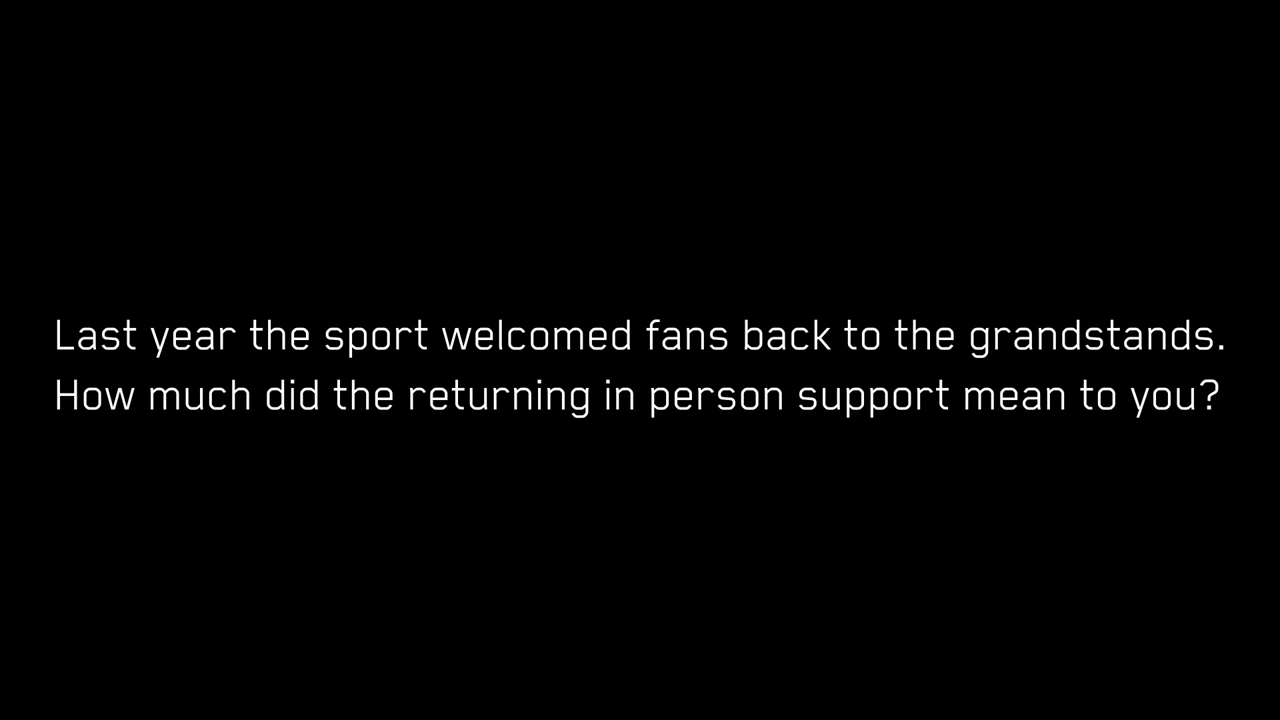 Last year the sport welcomed fans back to the grandstands.
How much did the returning in person support mean to you?